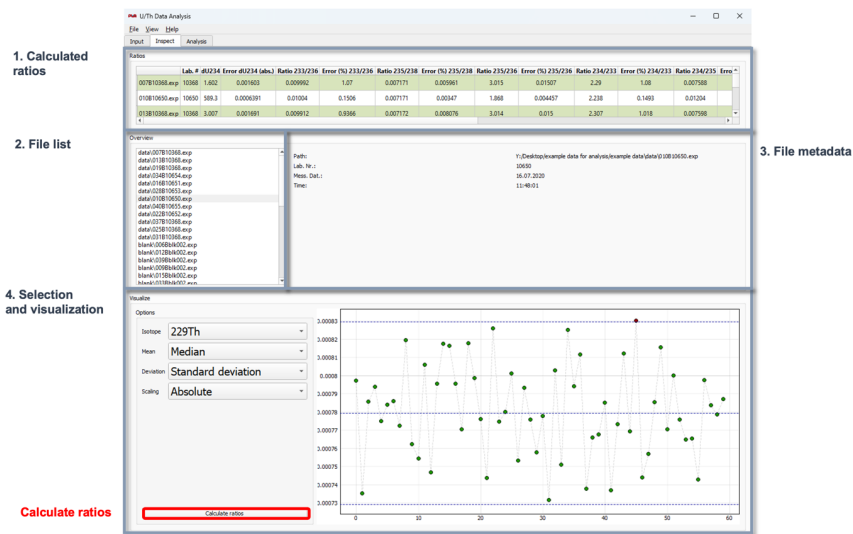 U/Th Data Analysis
File View Help
Input Inspect Analysis
1. Calculated
ratios
Ratios
Lab. # dU234 Error dU234 (abs.) Ratio 233/236 Error (%) 233/236 Ratio 235/238 Error (%) 235/238 Ratio 235/236 Error (%) 235/236 Ratio 234/233 Error (%) 234/233 Ratio 234/235 Erro
007B10368.exp 10368 1.602 0.001603 0.009992 1.07 0.007171 0.005961 3.015 0.01507 2.29 1.08 0.007588
010B10650.exp 10650 589.3 0.0006391 0.01004 0.1506 0.007171 0.00347 1.868 0.004457 2.238 0.1493 0.01204
013B10368.exp 10368 3.007 0.001691 0.009912 0.9366 0.007172 0.008076 3.014 0.015 2.307 1.018 0.007598
2. File list
Overview
data\007B10368.exp
data\013B10368.exp
data\019B10368.exp
data\034B10654.exp
data\016B10651.exp
data\028B10653.exp
data\010B10650.exp
data\040B10655.exp
data\022B10652.exp
data\037B10368.exp
data\025B10368.exp
data\031B10368.exp
blank\006Bblk002.exp
blank\012Bblk002.exp
blank\039Bblk002.exp
blank\009Bblk002.exp
blank\015Bblk002.exp
blank\033Bblk002.exp
Path: Y:/Desktop/example data for analysis/example data\data\010B10650.exp
Lab. Nr.: 10650
Mess. Dat.: 16.07.2020
Time: 11:48:01
3. File metadata
4. Selection
and visualization
Visualize
Options
Isotope 229Th
Mean Median
Deviation Standard deviation
Scaling Absolute
Calculate ratios
Calculate ratios
0.00083
0.00082
0.00081
0.0008
0.00079
0.00078
0.00077
0.00076
0.00075
0.00074
0.00073
0 10 20 30 40 50 60